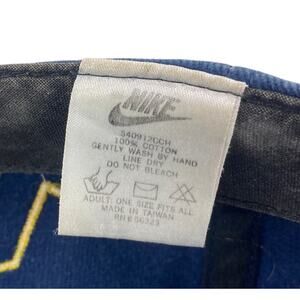 NIKE
540912CCH
100% COTTON
GENTLY WASH BY HAND
LINE DRY
DO NOT BLEACH
ADULT: ONE SIZE FITS ALL
MADE IN TAIWAN
RN# 56323